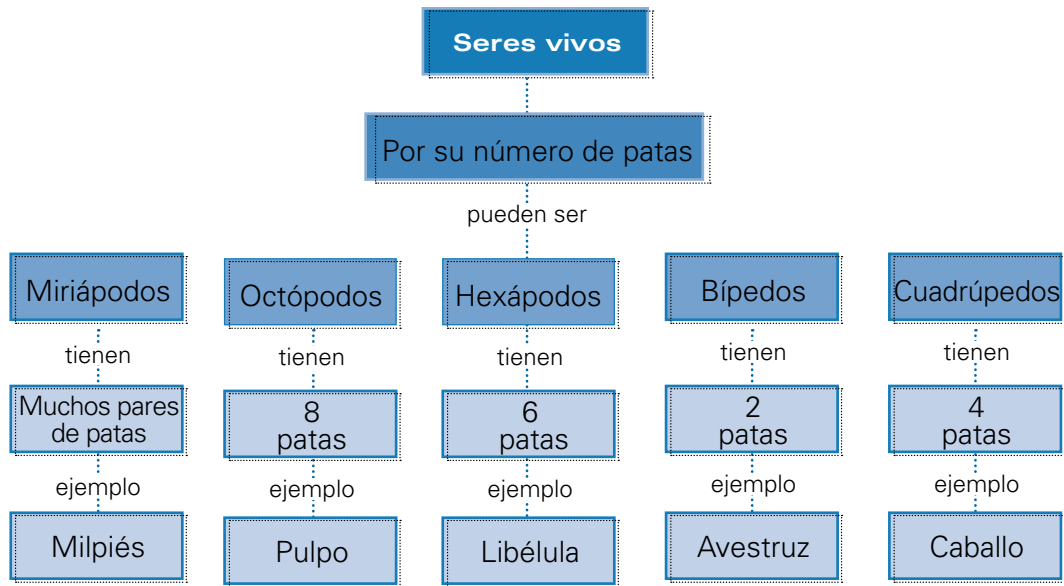 Seres vivos
Por su número de patas
pueden ser
Miriápodos
Octópodos
Hexápodos
Bípedos
Cuadrúpedos
tienen
tienen
tienen
tienen
tienen
Muchos pares
de patas
8
patas
6
patas
2
patas
4
patas
ejemplo
ejemplo
ejemplo
ejemplo
ejemplo
Milpiés
Pulpo
Libélula
Avestruz
Caballo